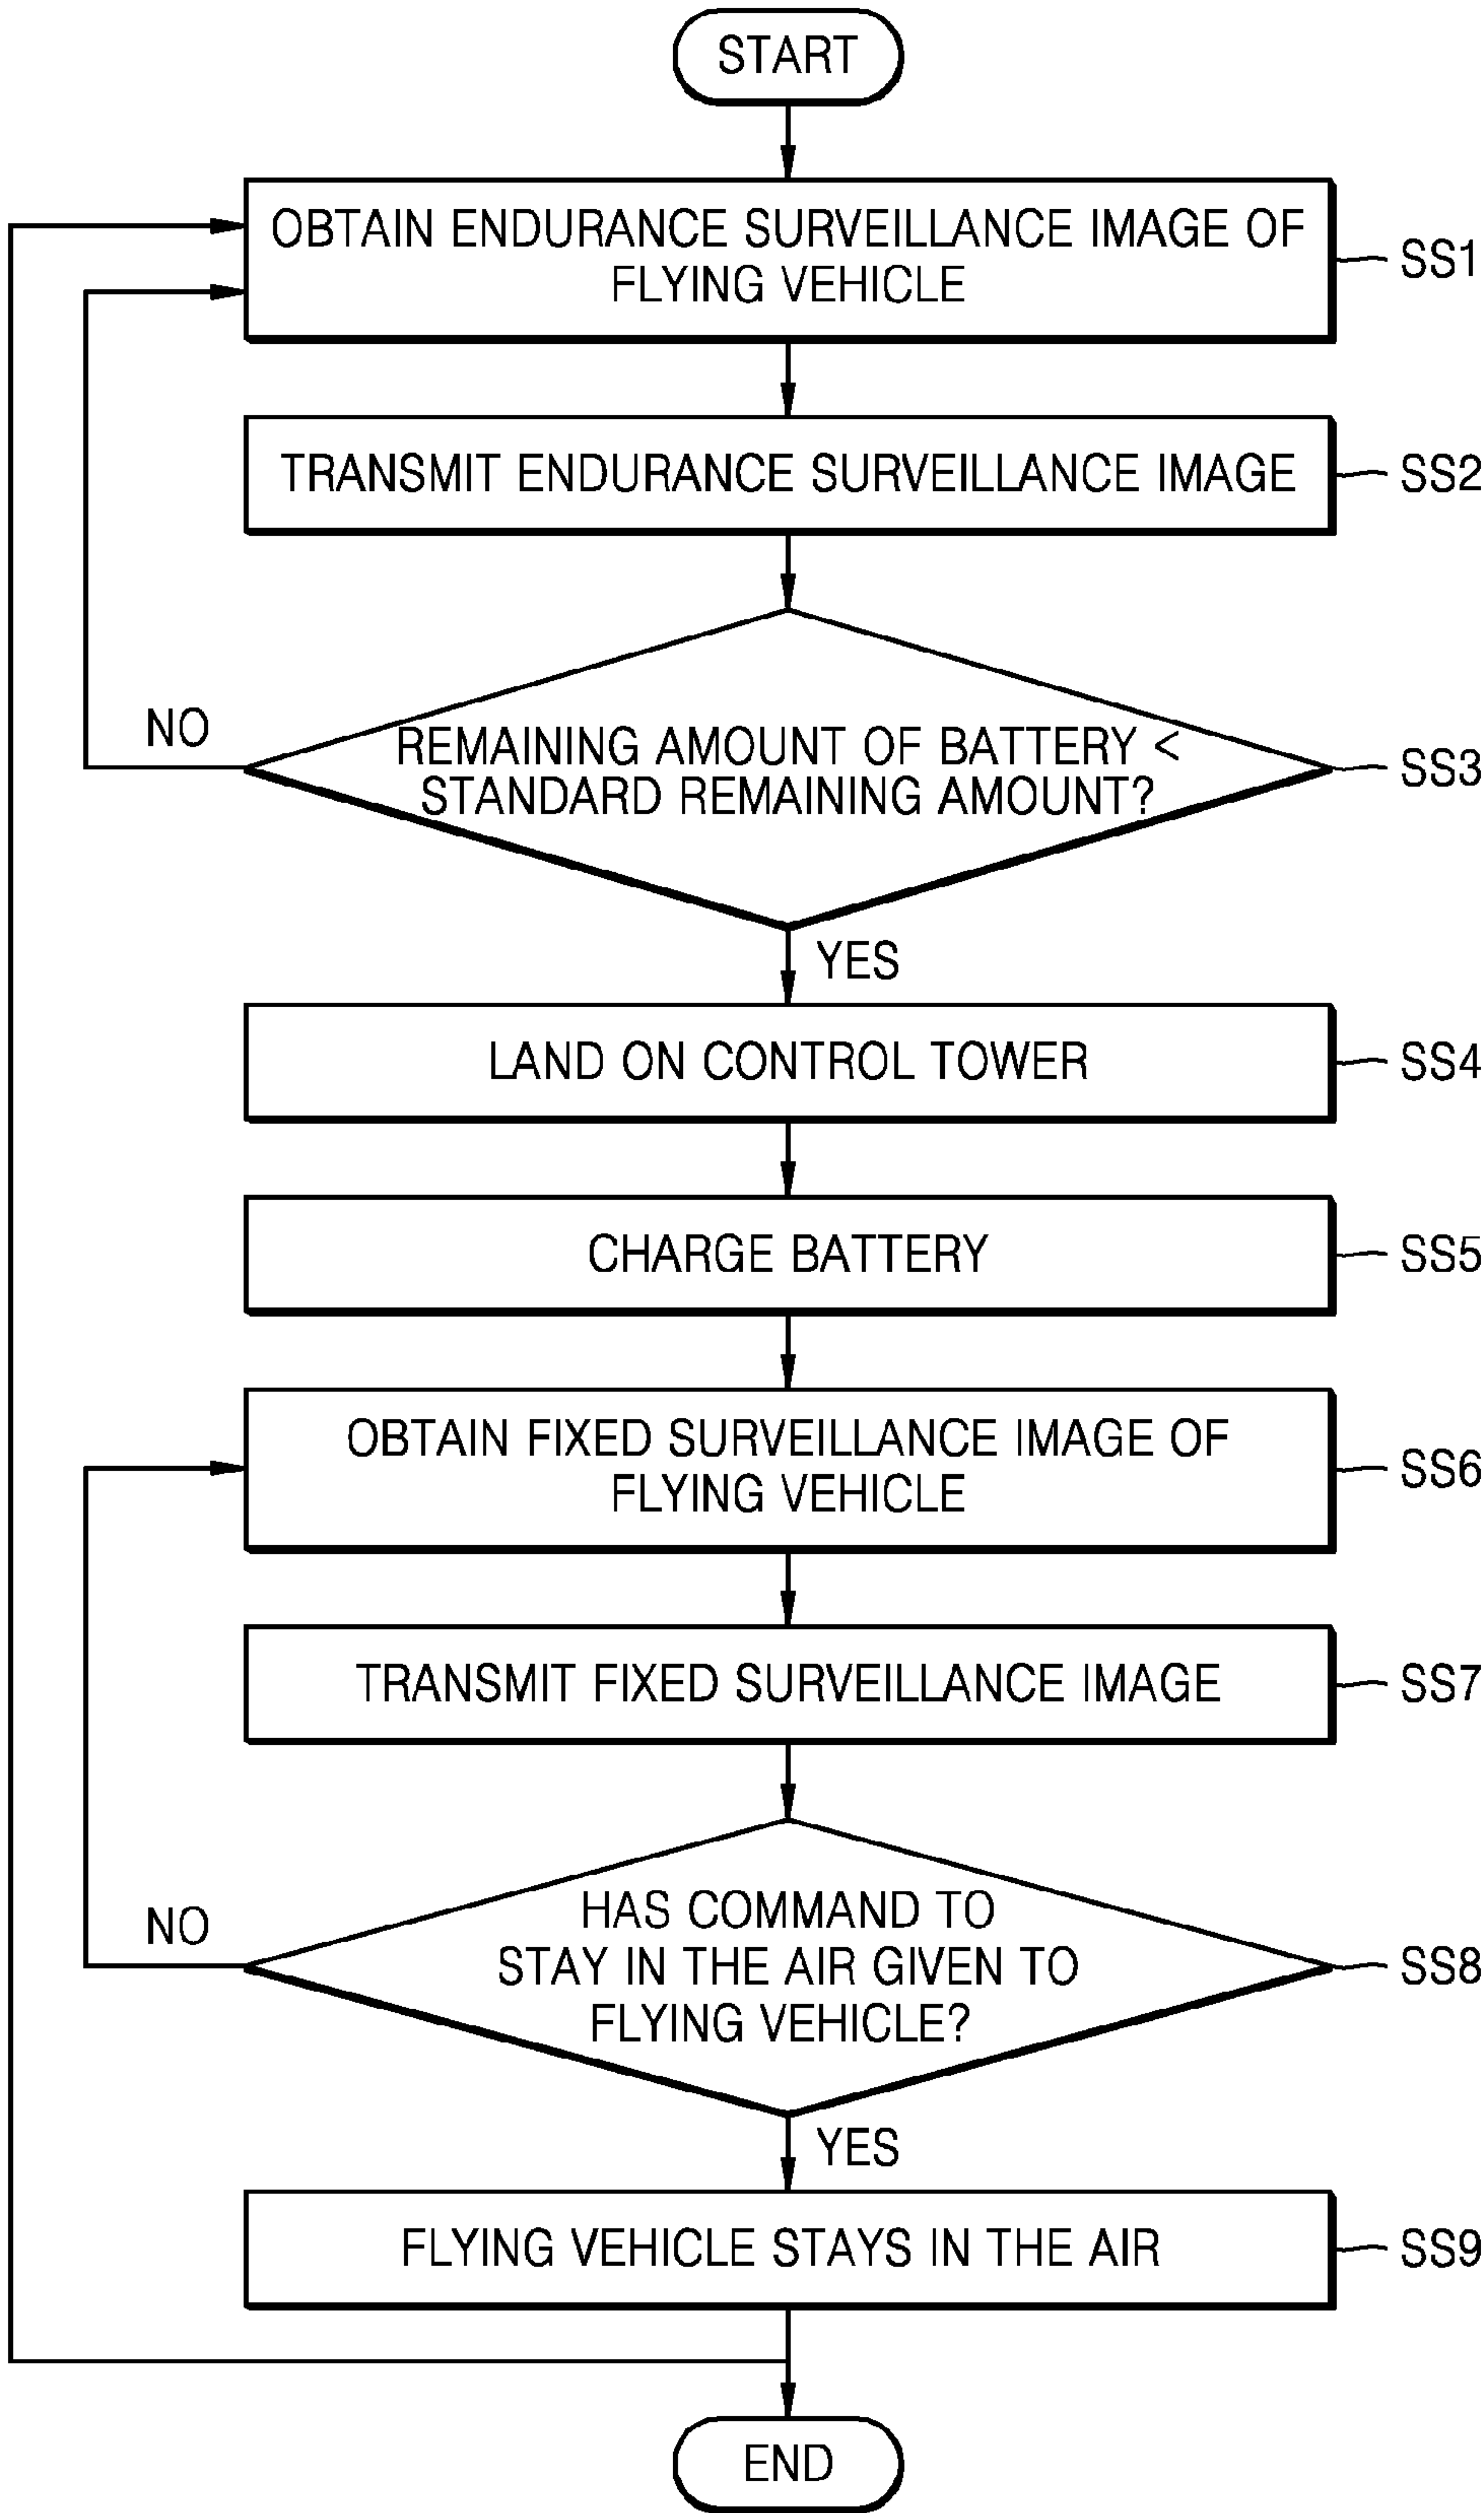 START
OBTAIN ENDURANCE SURVEILLANCE IMAGE OF
FLYING VEHICLE
SS1
TRANSMIT ENDURANCE SURVEILLANCE IMAGE
SS2
REMAINING AMOUNT OF BATTERY <
STANDARD REMAINING AMOUNT?
SS3
NO
YES
LAND ON CONTROL TOWER
SS4
CHARGE BATTERY
SS5
OBTAIN FIXED SURVEILLANCE IMAGE OF
FLYING VEHICLE
SS6
TRANSMIT FIXED SURVEILLANCE IMAGE
SS7
HAS COMMAND TO
STAY IN THE AIR GIVEN TO
FLYING VEHICLE?
SS8
NO
YES
FLYING VEHICLE STAYS IN THE AIR
SS9
END